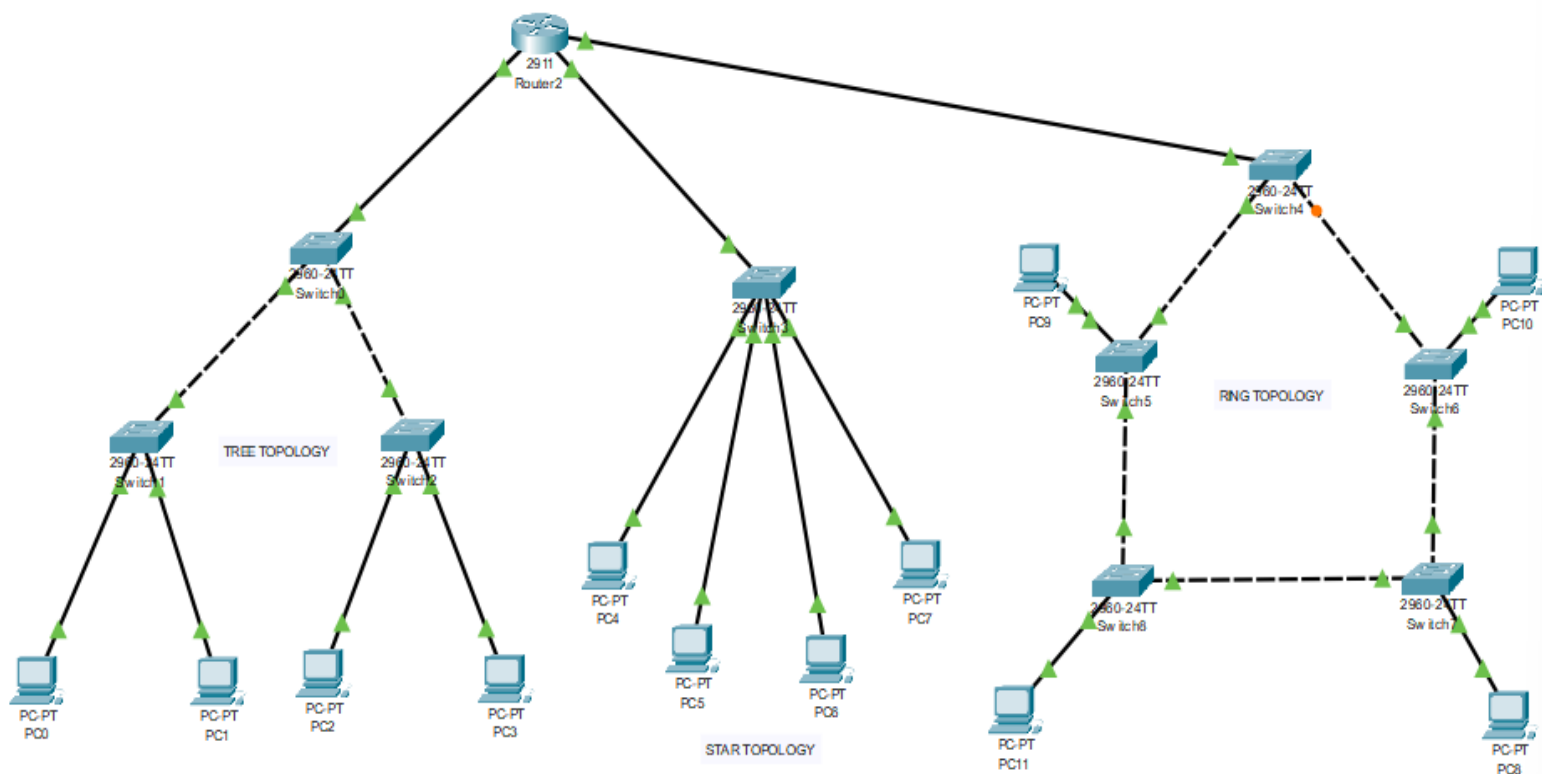 2911
Router2
2960-24TT
Switch4
2960-24TT
Switch0
2960-24TT
Switch3
PC-PT
PC9
PC-PT
PC10
2960-24TT
Switch5
RING TOPOLOGY
2960-24TT
Switch6
TREE TOPOLOGY
2960-24TT
Switch1
2960-24TT
Switch2
PC-PT
PC4
PC-PT
PC7
2960-24TT
Switch8
2960-24TT
Switch7
PC-PT
PC5
PC-PT
PC6
PC-PT
PC0
PC-PT
PC1
PC-PT
PC2
PC-PT
PC3
STAR TOPOLOGY
PC-PT
PC11
PC-PT
PC8